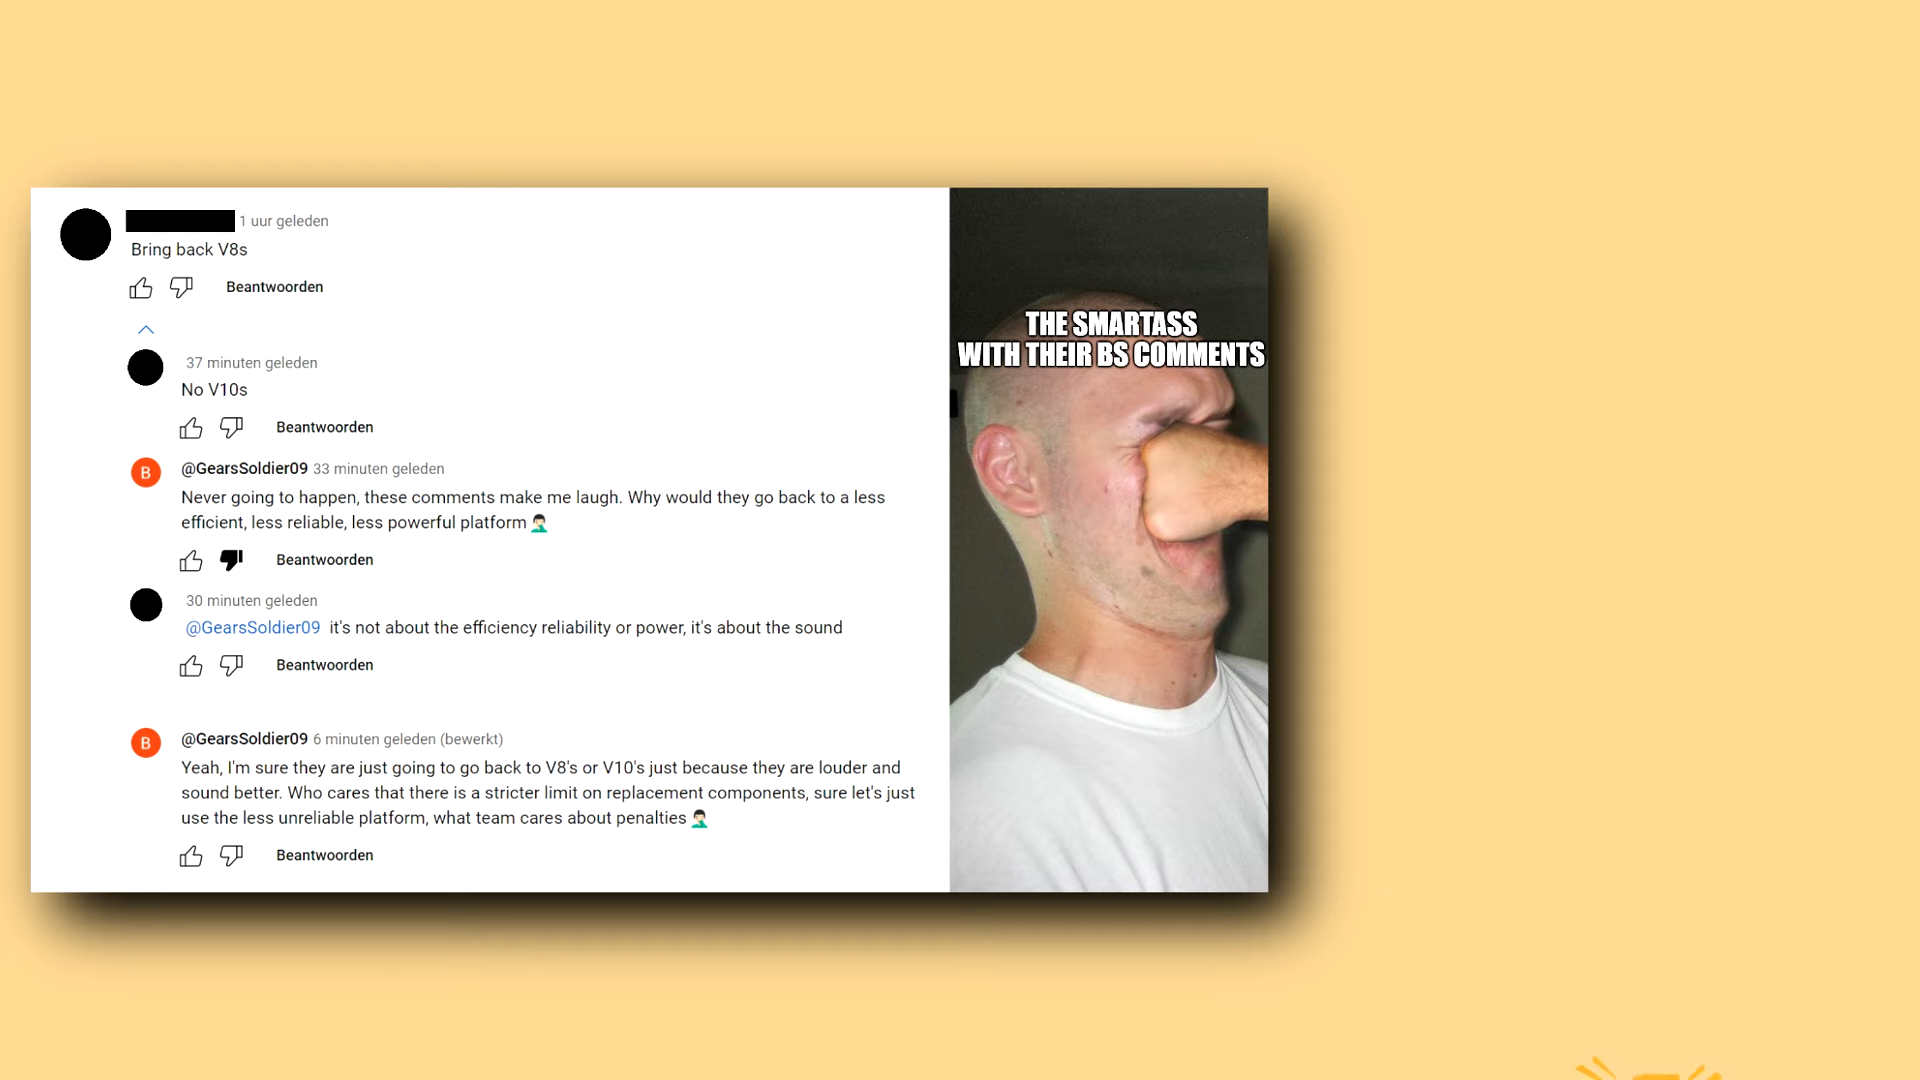 1 uur geleden
Bring back V8s
Beantwoorden
37 minuten geleden
No V10s
Beantwoorden
B
@GearsSoldier09 33 minuten geleden
Never going to happen, these comments make me laugh. Why would they go back to a less
efficient, less reliable, less powerful platform 🤦🏻‍♂️
Beantwoorden
30 minuten geleden
@GearsSoldier09 it's not about the efficiency reliability or power, it's about the sound
Beantwoorden
B
@GearsSoldier09 6 minuten geleden (bewerkt)
Yeah, I'm sure they are just going to go back to V8's or V10's just because they are louder and
sound better. Who cares that there is a stricter limit on replacement components, sure let's just
use the less unreliable platform, what team cares about penalties 🤦🏻‍♂️
Beantwoorden
THE SMARTASS
WITH THEIR BS COMMENTS